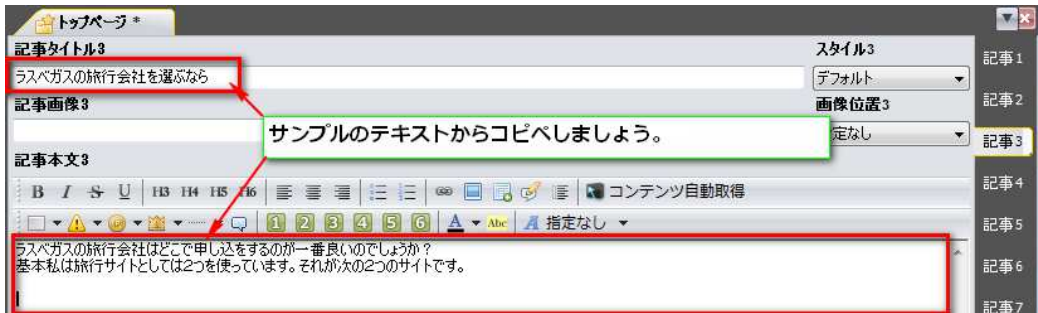 トップページ *
記事タイトル3
スタイル3
記事1
ラスベガスの旅行会社を選ぶなら
デフォルト
記事画像3
画像位置3
記事2
サンプルのテキストからコピペしましょう。
定なし
記事3
記事本文3
B I S U H3 H4 H5 H6 コンテンツ自動取得
記事4
1 2 3 4 5 6 A Abc A 指定なし
記事5
ラスベガスの旅行会社はどこで申し込をするのが一番良いのでしょうか?
基本私は旅行サイトとしては2つを使っています。それが次の2つのサイトです。
記事6
記事7